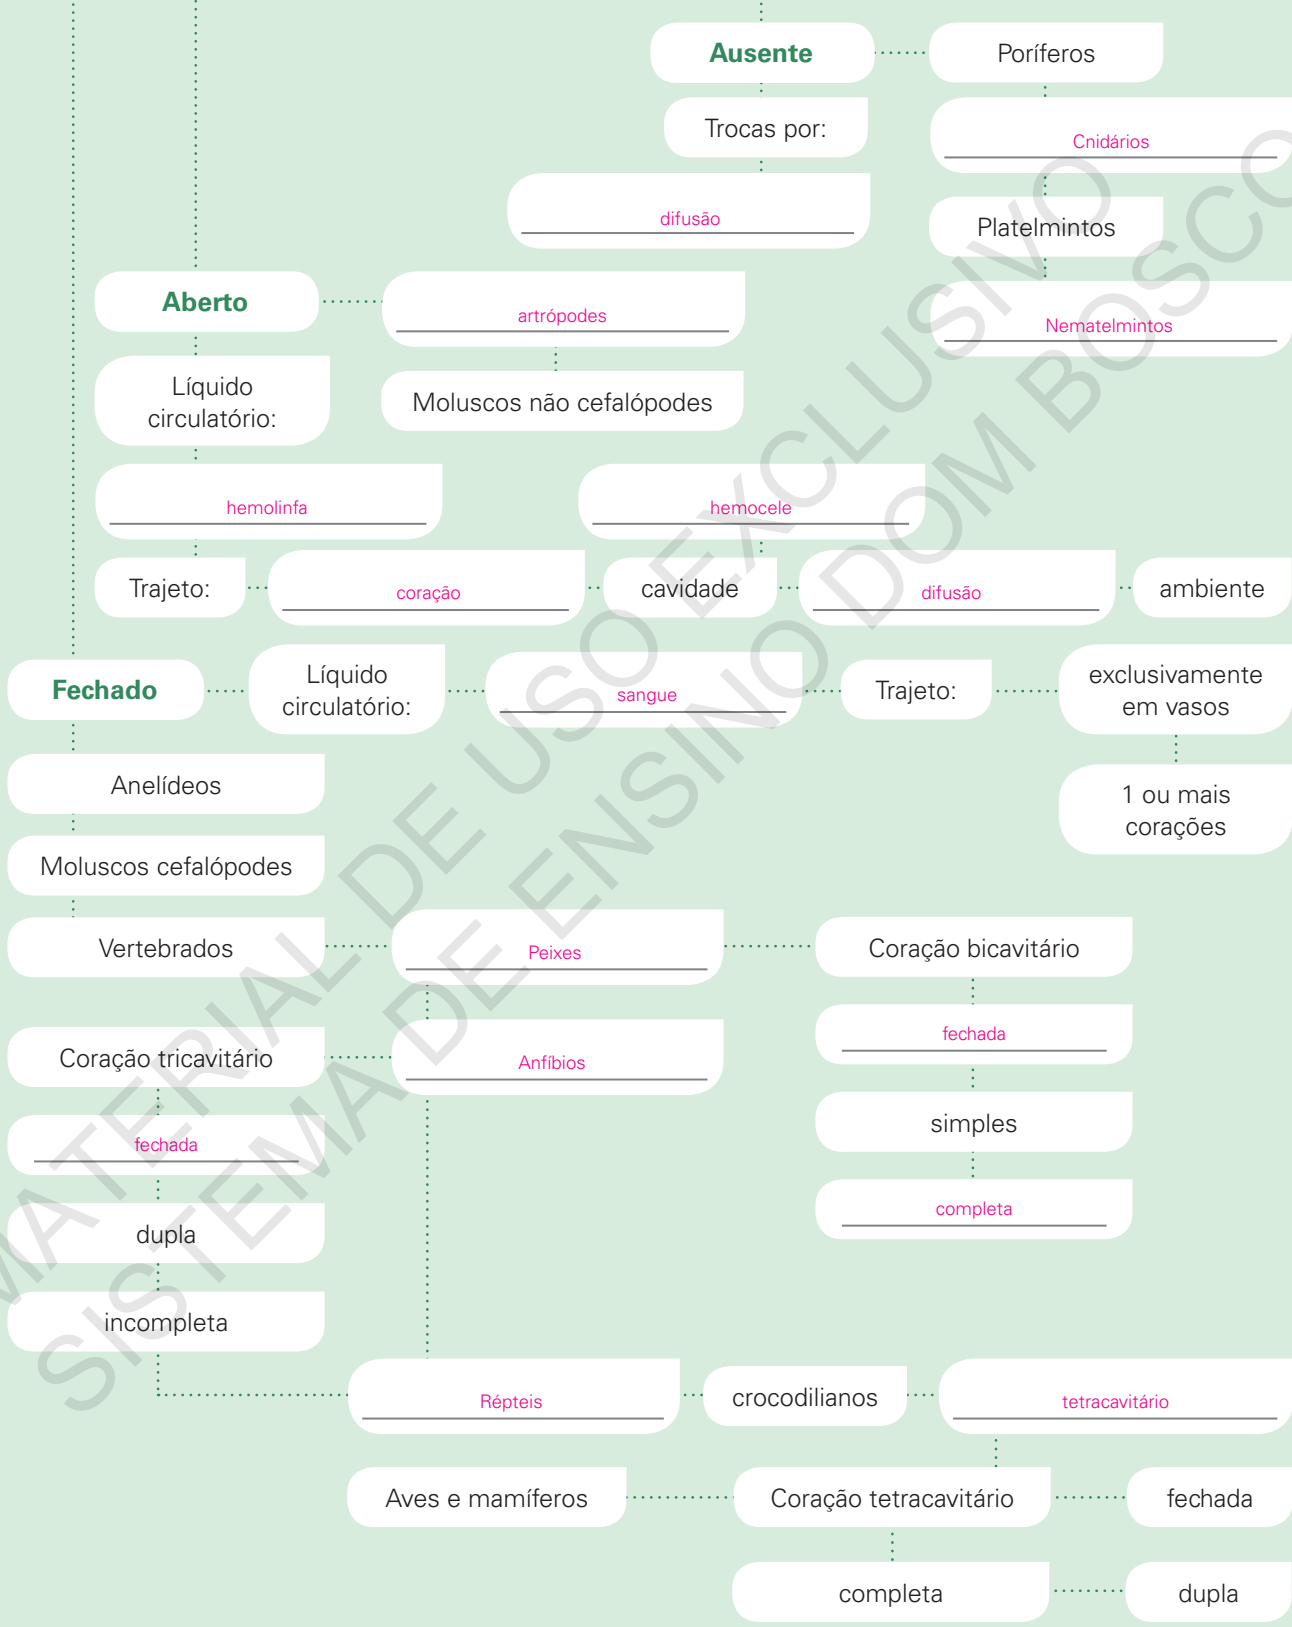 Ausente
Poríferos
Trocas por:
Cnidários
difusão
Platelmintos
Nematelmintos
Aberto
artrópodes
Líquido
circulatório:
Moluscos não cefalópodes
hemolinfa
hemocele
Trajeto:
coração
cavidade
difusão
ambiente
Fechado
Líquido
circulatório:
sangue
Trajeto:
exclusivamente
em vasos
1 ou mais
corações
Anelídeos
Moluscos cefalópodes
Vertebrados
Peixes
Coração bicavitário
fechada
simples
completa
Coração tricavitário
Anfíbios
fechada
dupla
incompleta
Répteis
crocodilianos
tetracavitário
Aves e mamíferos
Coração tetracavitário
fechada
completa
dupla
MATERIAL DE USO EXCLUSIVO
SISTEMA DE ENSINO DOM BOSCO